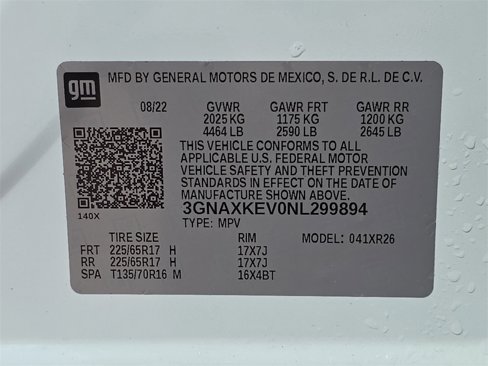 gm MFD BY GENERAL MOTORS DE MEXICO, S. DE R.L. DE C.V.
08/22 GVWR GAWR FRT GAWR RR
2025 KG 1175 KG 1200 KG
4464 LB 2590 LB 2645 LB
THIS VEHICLE CONFORMS TO ALL
APPLICABLE U.S. FEDERAL MOTOR
VEHICLE SAFETY AND THEFT PREVENTION
STANDARDS IN EFFECT ON THE DATE OF
MANUFACTURE SHOWN ABOVE.
3GNAXKEV0NL299894
140X TYPE: MPV
TIRE SIZE RIM MODEL: 041XR26
FRT 225/65R17 H 17X7J
RR 225/65R17 H 17X7J
SPA T135/70R16 M 16X4BT